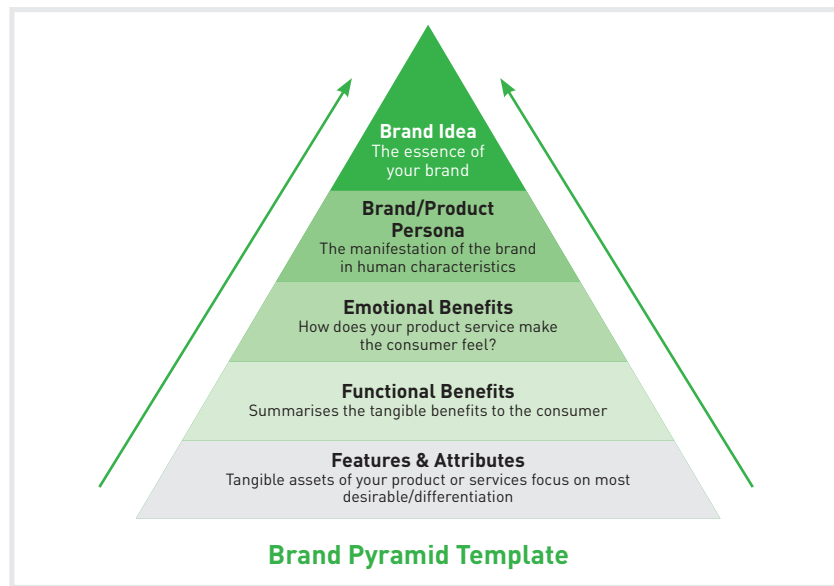 Brand Idea
The essence of
your brand
Brand/Product
Persona
The manifestation of the brand
in human characteristics
Emotional Benefits
How does your product service make
the consumer feel?
Functional Benefits
Summarises the tangible benefits to the consumer
Features & Attributes
Tangible assets of your product or services focus on most
desirable/differentiation
Brand Pyramid Template